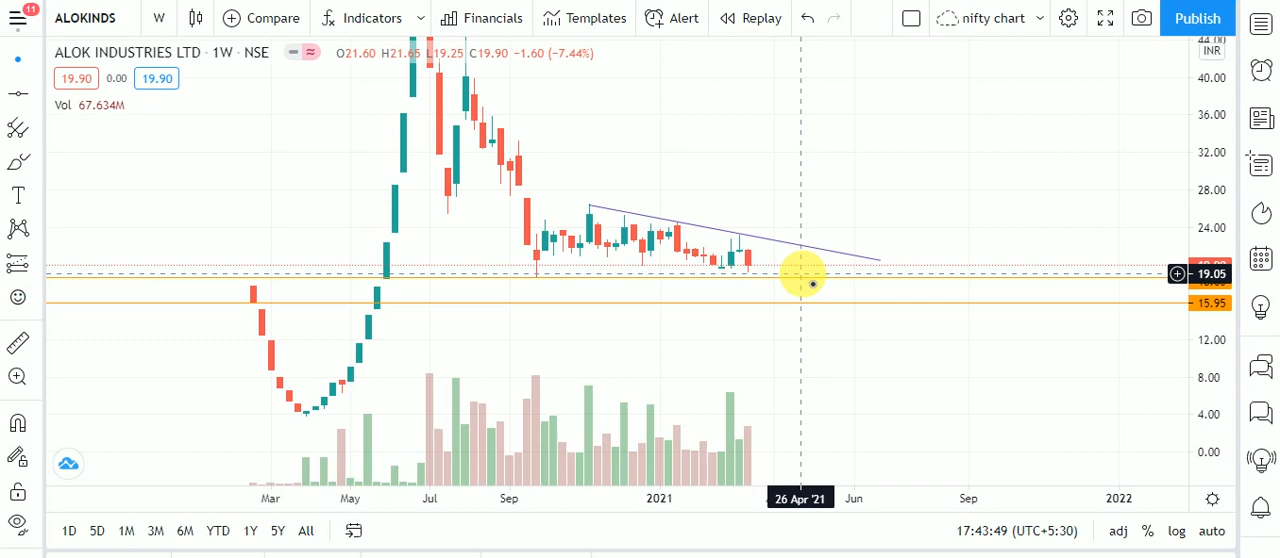 11
ALOKINDS W Compare Indicators Financials Templates Alert Replay nifty chart Publish
ALOK INDUSTRIES LTD · 1W · NSE O21.60 H21.65 L19.25 C19.90 −1.60 (−7.44%)
19.90 0.00 19.90
Vol 67.634M
44.00
INR
40.00
36.00
32.00
28.00
24.00
19.05
15.95
12.00
8.00
4.00
0.00
Mar May Jul Sep 2021 26 Apr '21 Jun Sep 2022
1D 5D 1M 3M 6M YTD 1Y 5Y All 17:43:49 (UTC+5:30) adj % log auto